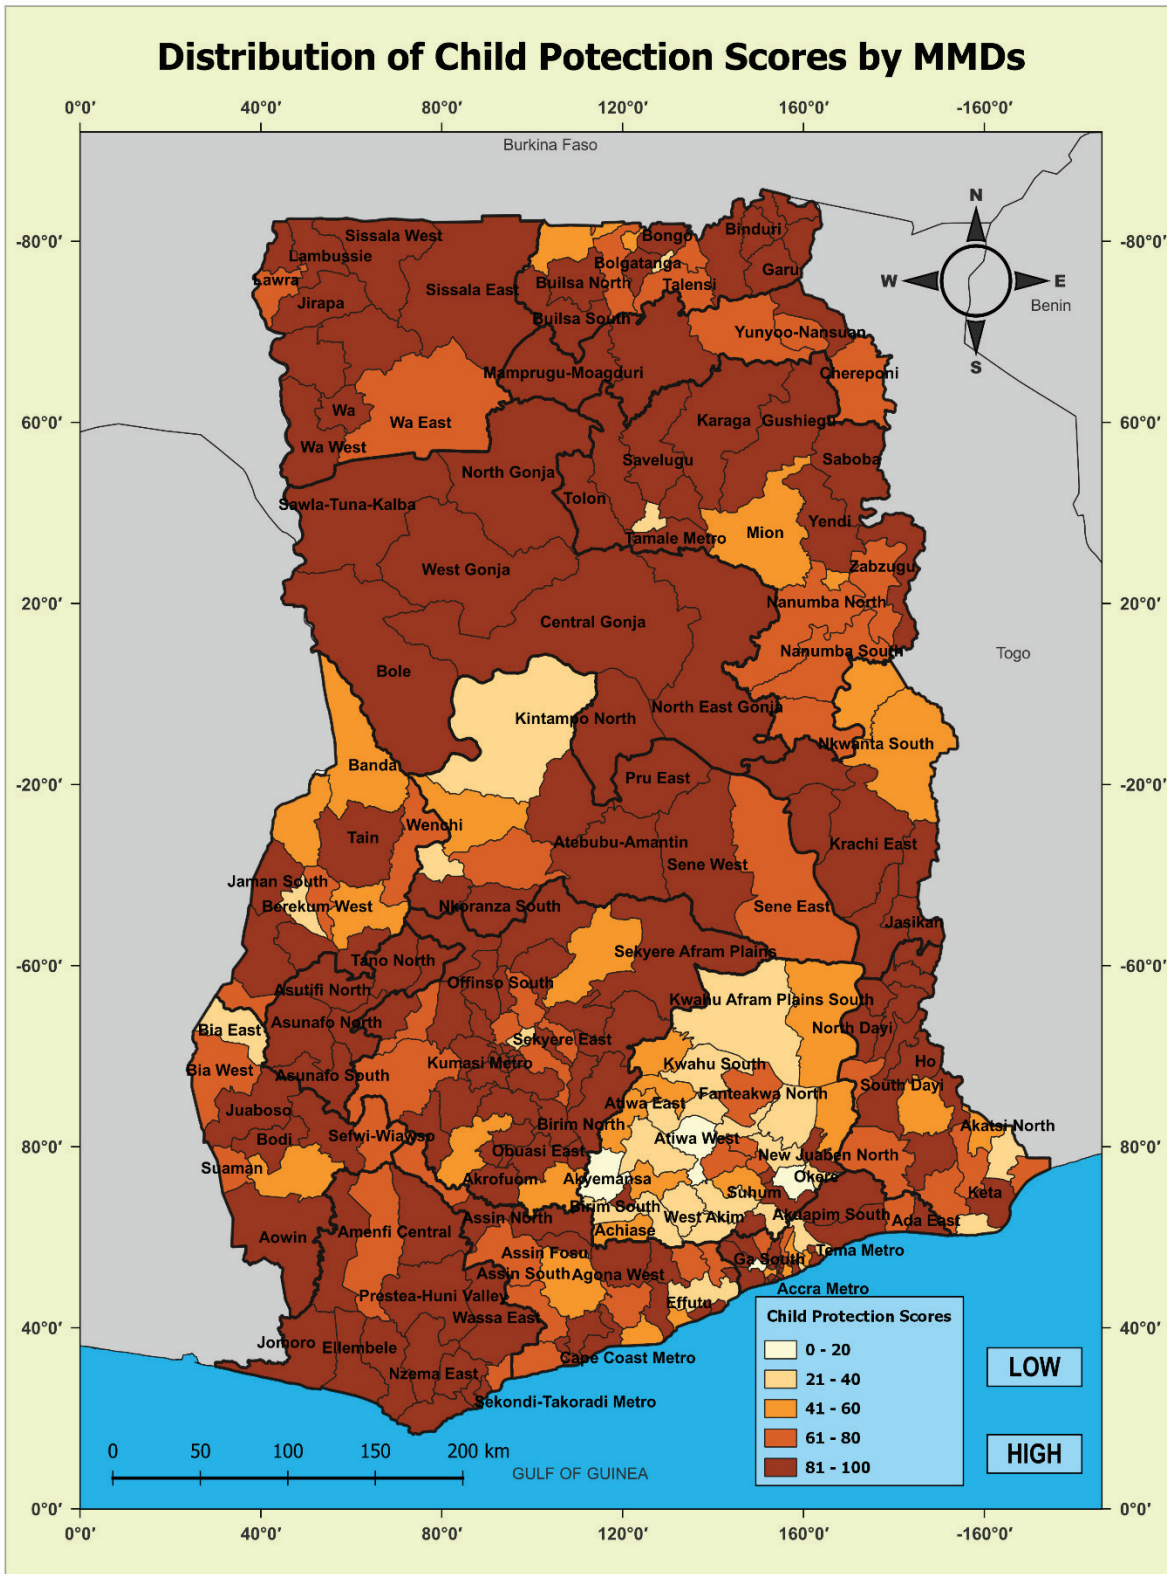 Distribution of Child Potection Scores by MMDs
0°0′ 40°0′ 80°0′ 120°0′ 160°0′ -160°0′
Burkina Faso
N
W E
S
Benin
Togo
-80°0′ -80°0′
60°0′ 60°0′
20°0′ 20°0′
-20°0′ -20°0′
-60°0′ -60°0′
80°0′ 80°0′
40°0′ 40°0′
0°0′ 0°0′
Sissala West
Lambussie
Bongo
Binduri
Bolgatanga
Garu
Lawra
Jirapa
Sissala East
Builsa North
Talensi
Builsa South
Yunyoo-Nansuan
Mamprugu-Moagduri
Chereponi
Wa
Wa East
Karaga
Gushiegu
Wa West
Savelugu
Saboba
North Gonja
Sawla-Tuna-Kalba
Tolon
Yendi
Tamale Metro
Mion
West Gonja
Zabzugu
Nanumba North
Central Gonja
Nanumba South
Bole
North East Gonja
Kintampo North
Nkwanta South
Banda
Pru East
Wenchi
Tain
Atebubu-Amantin
Krachi East
Sene West
Jaman South
Berekum West
Nkoranza South
Sene East
Jasikan
Sekyere Afram Plains
Tano North
Offinso South
Asutifi North
Kwahu Afram Plains South
Bia East
Asunafo North
North Dayi
Sekyere East
Bia West
Kumasi Metro
Kwahu South
Ho
Asunafo South
South Dayi
Fanteakwa North
Juaboso
Atiwa East
Birim North
Akatsi North
Bodi
Sefwi-Wiawso
Atiwa West
Obuasi East
New Juaben North
Suaman
Akrofuom
Akyemansa
Okere
Suhum
Keta
Birim South
West Akim
Akuapim South
Ada East
Assin North
Aowin
Amenfi Central
Achiase
Assin Fosu
Ga South
Tema Metro
Assin South
Agona West
Accra Metro
Prestea-Huni Valley
Effutu
Wassa East
Jomoro
Ellembele
Cape Coast Metro
Nzema East
Sekondi-Takoradi Metro
Child Protection Scores
0 - 20
21 - 40
41 - 60
61 - 80
81 - 100
LOW
HIGH
0 50 100 150 200 km
GULF OF GUINEA
0°0′ 40°0′ 80°0′ 120°0′ 160°0′ -160°0′